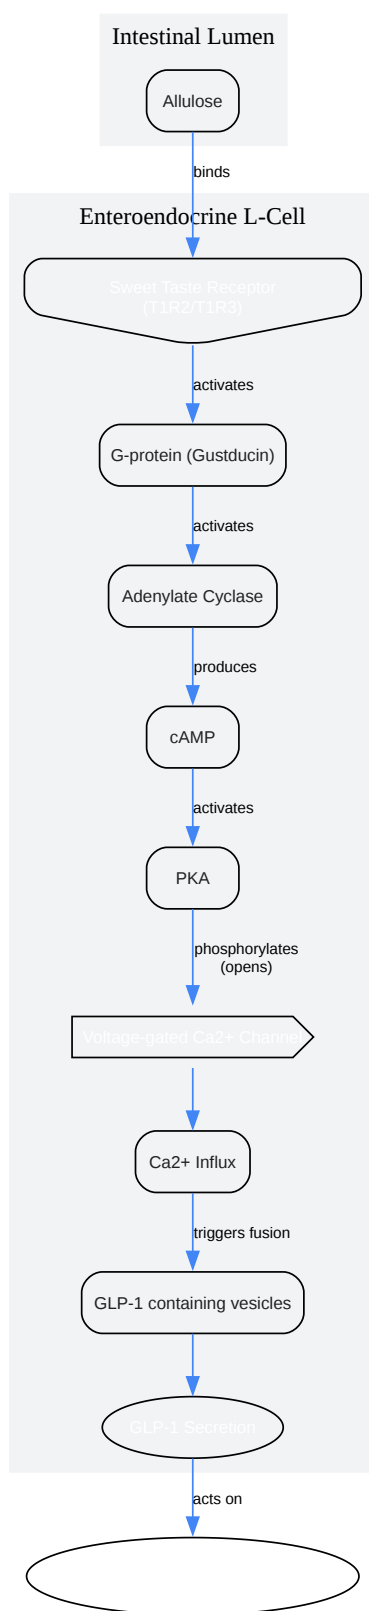 Intestinal Lumen
Allulose
binds
Enteroendocrine L-Cell
Sweet Taste Receptor
(T1R2/T1R3)
activates
G-protein (Gustducin)
activates
Adenylate Cyclase
produces
cAMP
activates
PKA
phosphorylates
(opens)
Voltage-gated Ca2+ Channel
Ca2+ Influx
triggers fusion
GLP-1 containing vesicles
GLP-1 Secretion
acts on